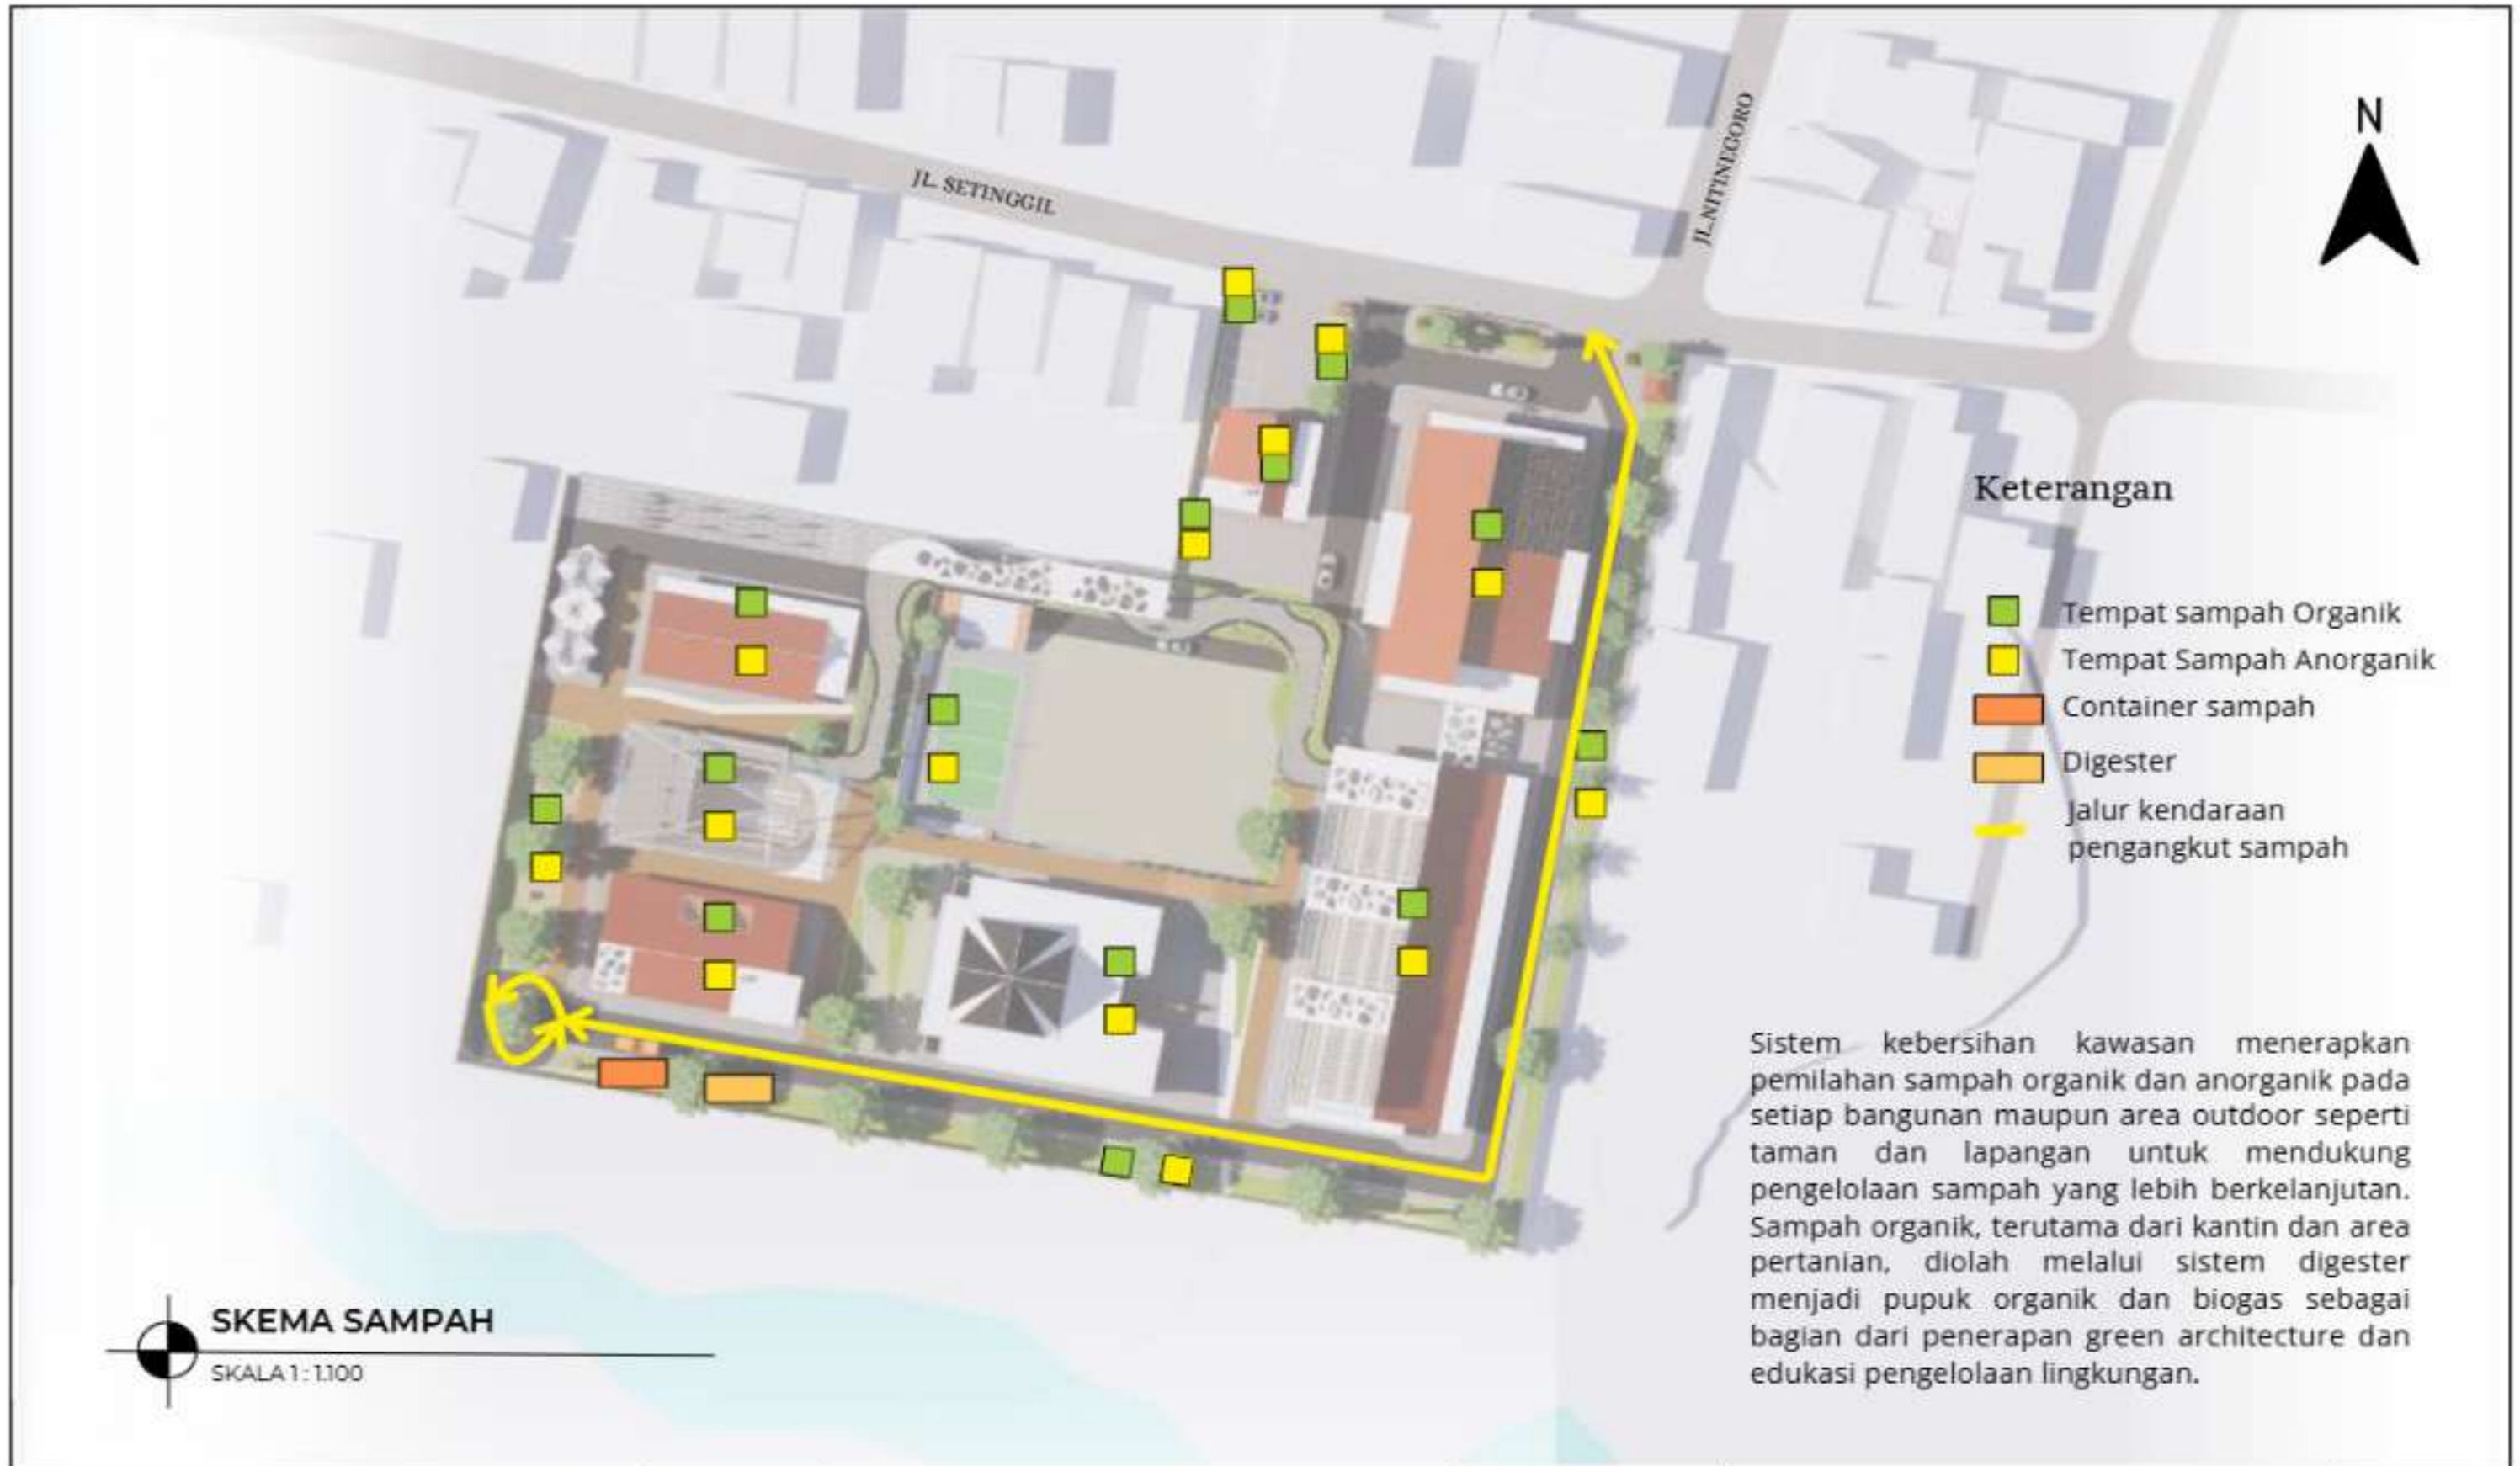 JL. SETINGGIL
JL.NITINEGORO
N
Keterangan
Tempat sampah Organik
Tempat Sampah Anorganik
Container sampah
Digester
Jalur kendaraan
pengangkut sampah
Sistem kebersihan kawasan menerapkan
pemilahan sampah organik dan anorganik pada
setiap bangunan maupun area outdoor seperti
taman dan lapangan untuk mendukung
pengelolaan sampah yang lebih berkelanjutan.
Sampah organik, terutama dari kantin dan area
pertanian, diolah melalui sistem digester
menjadi pupuk organik dan biogas sebagai
bagian dari penerapan green architecture dan
edukasi pengelolaan lingkungan.
SKEMA SAMPAH
SKALA 1 : 1.100